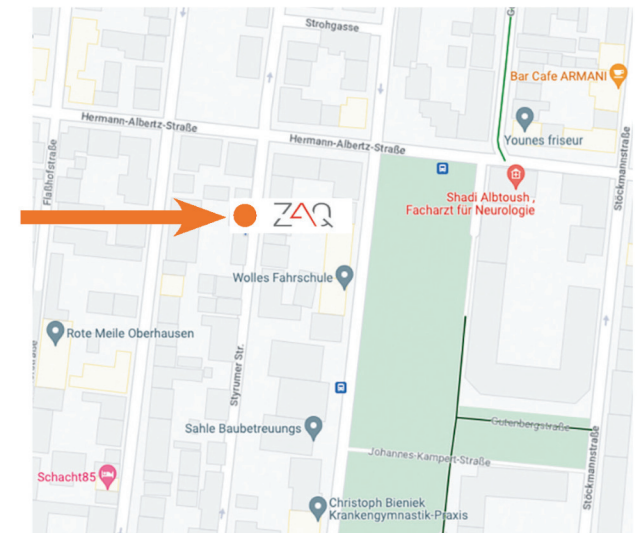 Strohgasse
Bar Cafe ARMANI
Hermann-Albertz-Straße
Younes friseur
Hermann-Albertz-Straße
Flaßhofstraße
Stöckmannstraße
Shadi Albtoush ,
Facharzt für Neurologie
ZAQ
Wolles Fahrschule
Rote Meile Oberhausen
Styrumer Str.
Gutenbergstraße
Sahle Baubetreuungs
Johannes-Kampert-Straße
Stöckmannstraße
Schacht85
Christoph Bieniek
Krankengymnastik-Praxis